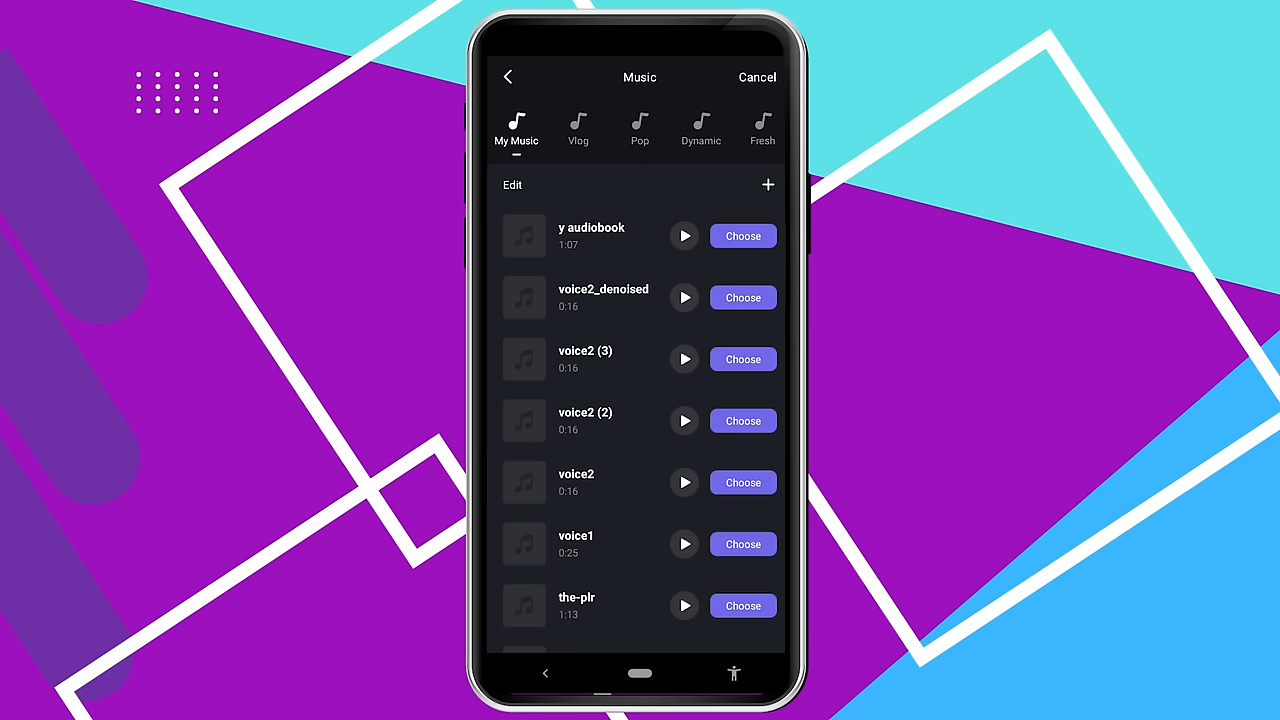 Music
Cancel
My Music
Vlog
Pop
Dynamic
Fresh
Edit
y audiobook
1:07
Choose
voice2_denoised
0:16
Choose
voice2 (3)
0:16
Choose
voice2 (2)
0:16
Choose
voice2
0:16
Choose
voice1
0:25
Choose
the-plr
1:13
Choose